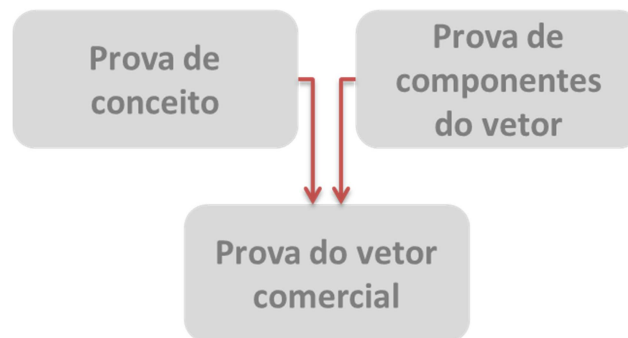 Prova de
conceito
Prova de
componentes
do vetor
Prova do vetor
comercial